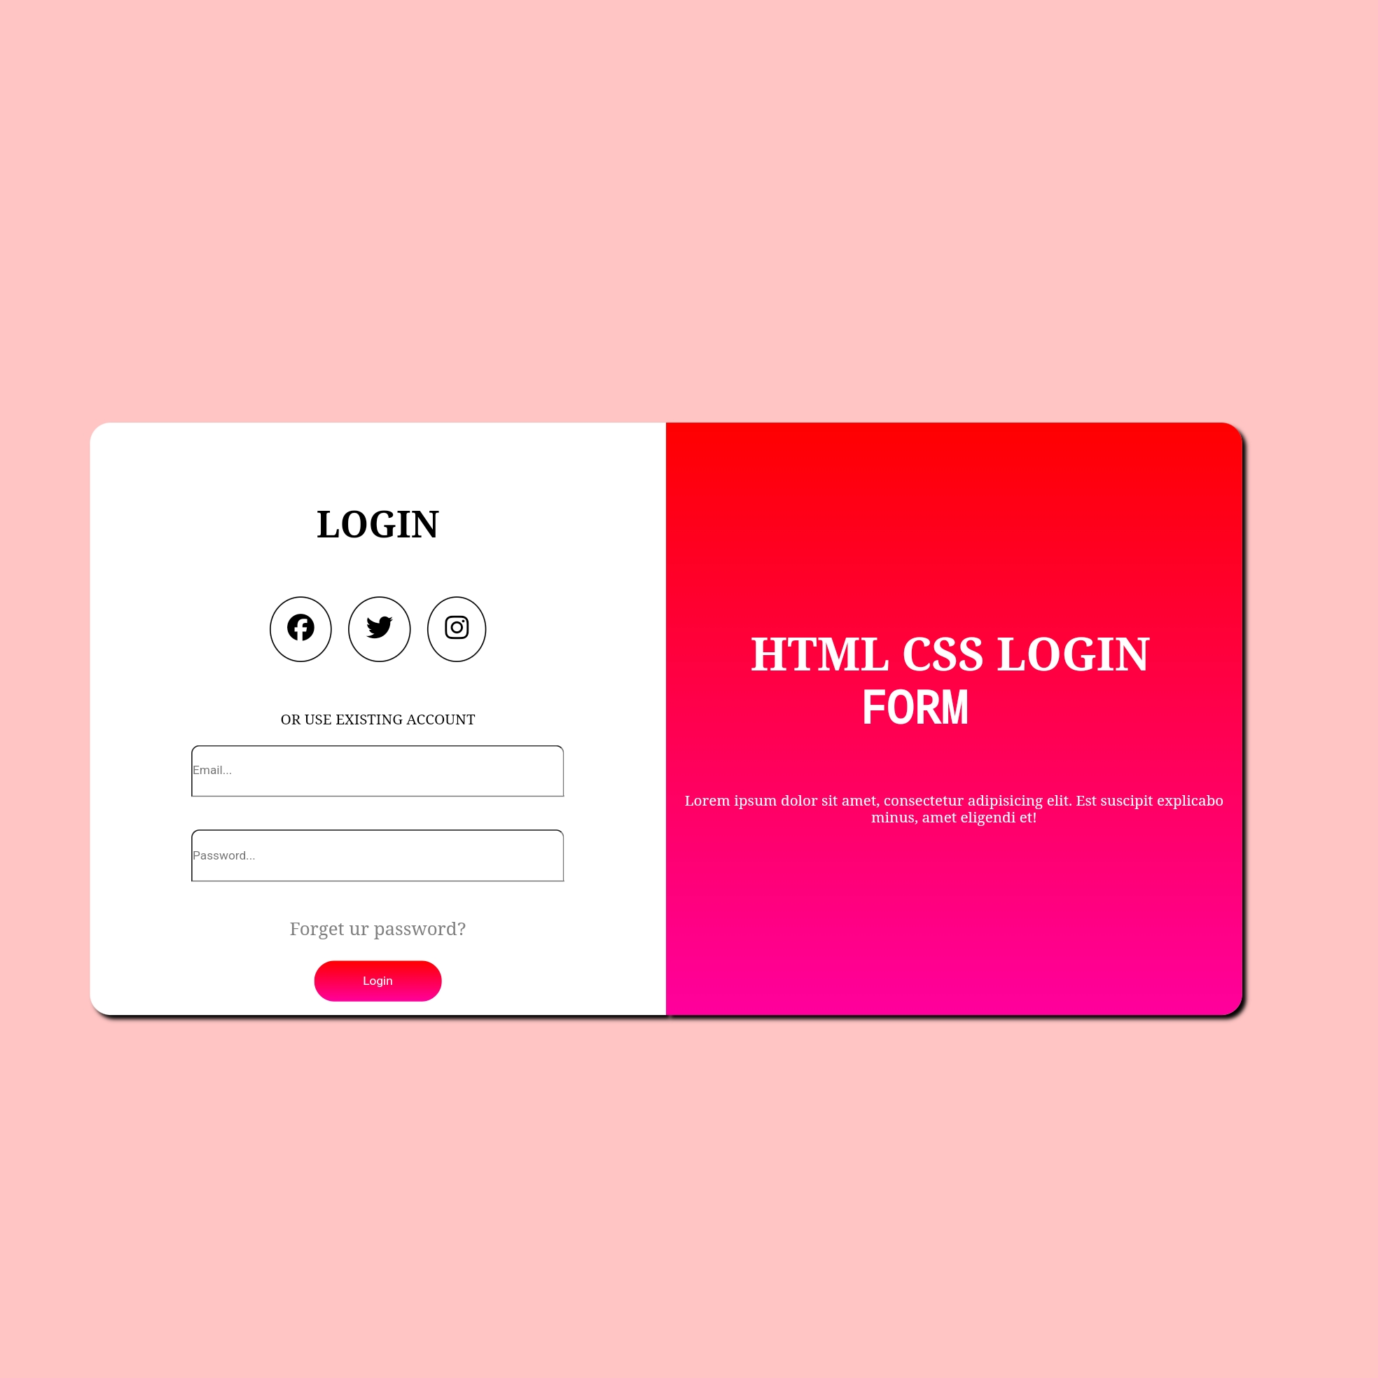 LOGIN
OR USE EXISTING ACCOUNT
Email...
Password...
Forget ur password?
Login
HTML CSS LOGIN
FORM
Lorem ipsum dolor sit amet, consectetur adipisicing elit. Est suscipit explicabo
minus, amet eligendi et!